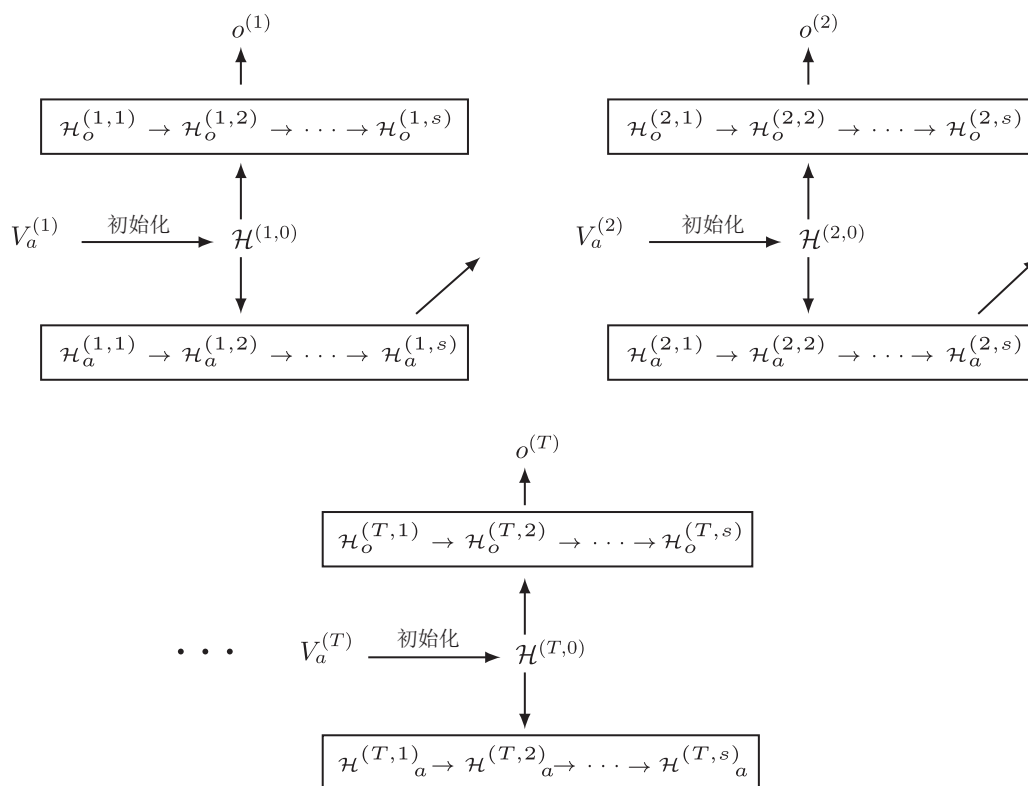 o^{(1)}
o^{(2)}
ℋ_o^{(1,1)} → ℋ_o^{(1,2)} → · · · → ℋ_o^{(1,s)}
ℋ_o^{(2,1)} → ℋ_o^{(2,2)} → · · · → ℋ_o^{(2,s)}
V_a^{(1)} 初始化 ℋ^{(1,0)}
V_a^{(2)} 初始化 ℋ^{(2,0)}
ℋ_a^{(1,1)} → ℋ_a^{(1,2)} → · · · → ℋ_a^{(1,s)}
ℋ_a^{(2,1)} → ℋ_a^{(2,2)} → · · · → ℋ_a^{(2,s)}
o^{(T)}
ℋ_o^{(T,1)} → ℋ_o^{(T,2)} → · · · → ℋ_o^{(T,s)}
· · · V_a^{(T)} 初始化 ℋ^{(T,0)}
ℋ^{(T,1)}_a → ℋ^{(T,2)}_a → · · · → ℋ^{(T,s)}_a